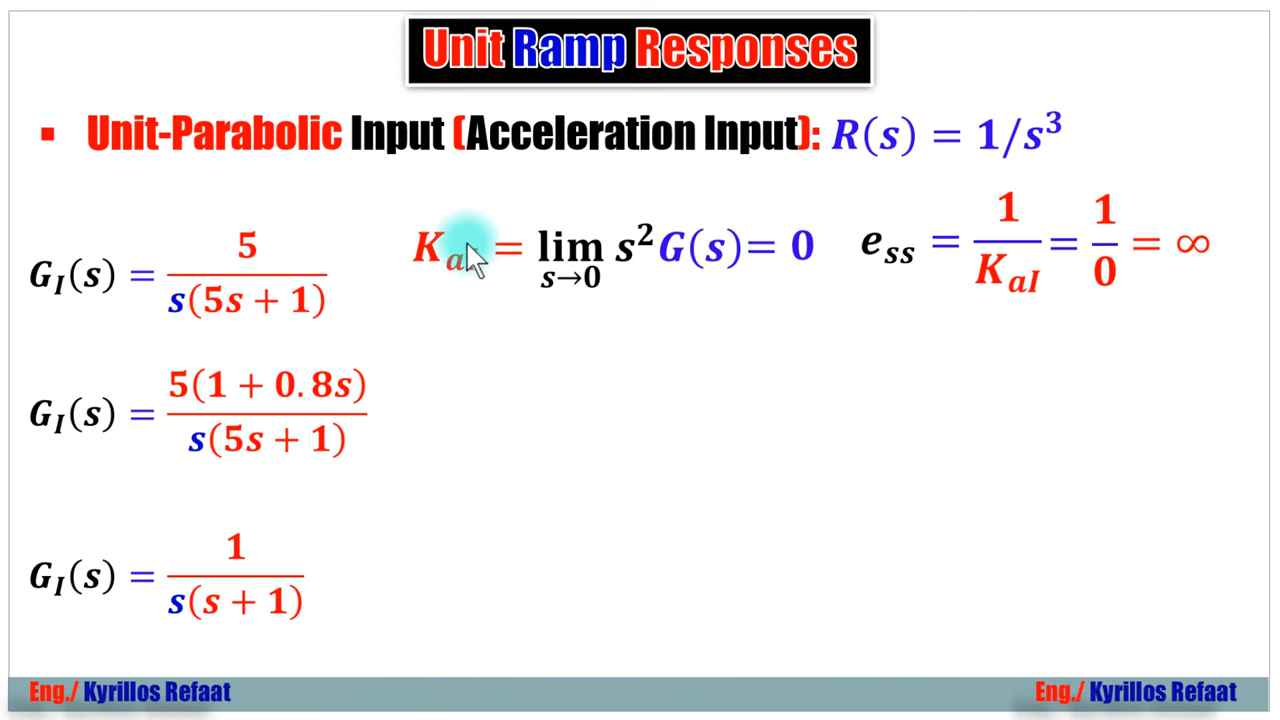 Unit Ramp Responses
▪ Unit-Parabolic Input (Acceleration Input): R(s) = 1/s³
G_I(s) = 5 / s(5s + 1)
K_a = lim_{s→0} s² G(s) = 0
e_ss = 1 / K_aI = 1/0 = ∞
G_I(s) = 5(1 + 0.8s) / s(5s + 1)
G_I(s) = 1 / s(s + 1)
Eng./ Kyrillos Refaat
Eng./ Kyrillos Refaat